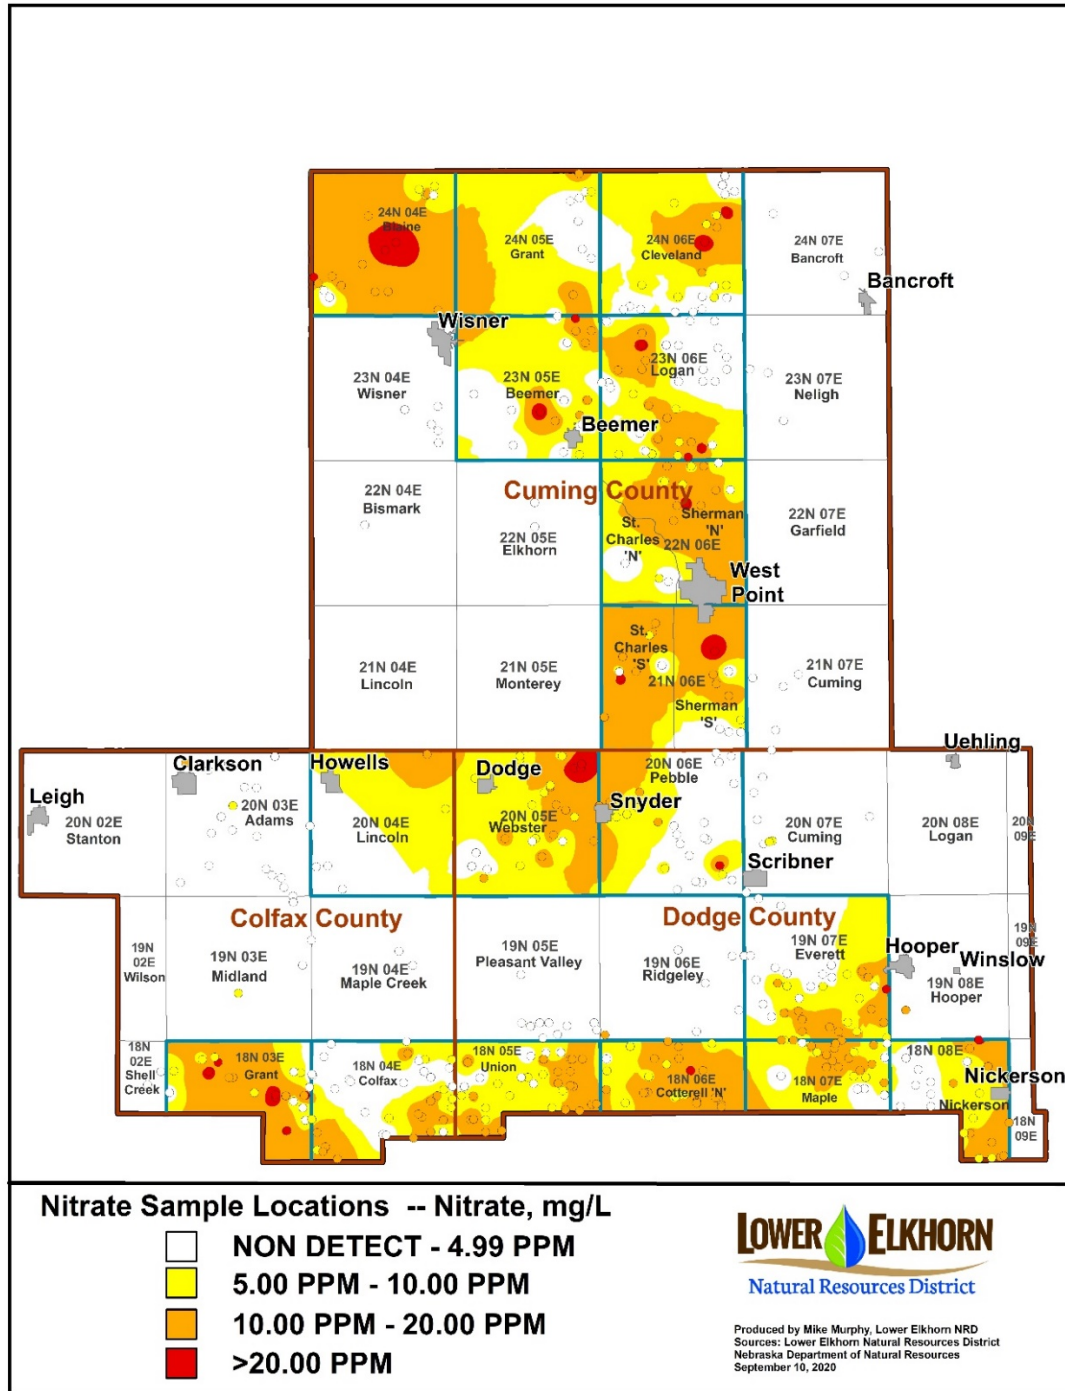 24N 04E
Blaine
24N 05E
Grant
24N 06E
Cleveland
24N 07E
Bancroft
Bancroft
Wisner
23N 04E
Wisner
23N 05E
Beemer
Beemer
23N 06E
Logan
23N 07E
Neligh
22N 04E
Bismark
Cuming County
22N 05E
Elkhorn
St.
Charles
'N'
Sherman
'N'
22N 06E
22N 07E
Garfield
West
Point
21N 04E
Lincoln
21N 05E
Monterey
St.
Charles
'S'
21N 06E
Sherman
'S'
21N 07E
Cuming
Leigh
20N 02E
Stanton
Clarkson
20N 03E
Adams
Howells
20N 04E
Lincoln
Dodge
20N 05E
Webster
Snyder
20N 06E
Pebble
Scribner
20N 07E
Cuming
Uehling
20N 08E
Logan
20N
09E
Colfax County
Dodge County
19N
02E
Wilson
19N 03E
Midland
19N 04E
Maple Creek
19N 05E
Pleasant Valley
19N 06E
Ridgeley
19N 07E
Everett
Hooper
Winslow
19N 08E
Hooper
19N
09E
18N
02E
Shell
Creek
18N 03E
Grant
18N 04E
Colfax
18N 05E
Union
18N 06E
Cotterell 'N'
18N 07E
Maple
18N 08E
Nickerson
Nickerson
18N
09E
Nitrate Sample Locations -- Nitrate, mg/L
NON DETECT - 4.99 PPM
5.00 PPM - 10.00 PPM
10.00 PPM - 20.00 PPM
>20.00 PPM
LOWER ELKHORN
Natural Resources District
Produced by Mike Murphy, Lower Elkhorn NRD
Sources: Lower Elkhorn Natural Resources District
Nebraska Department of Natural Resources
September 10, 2020